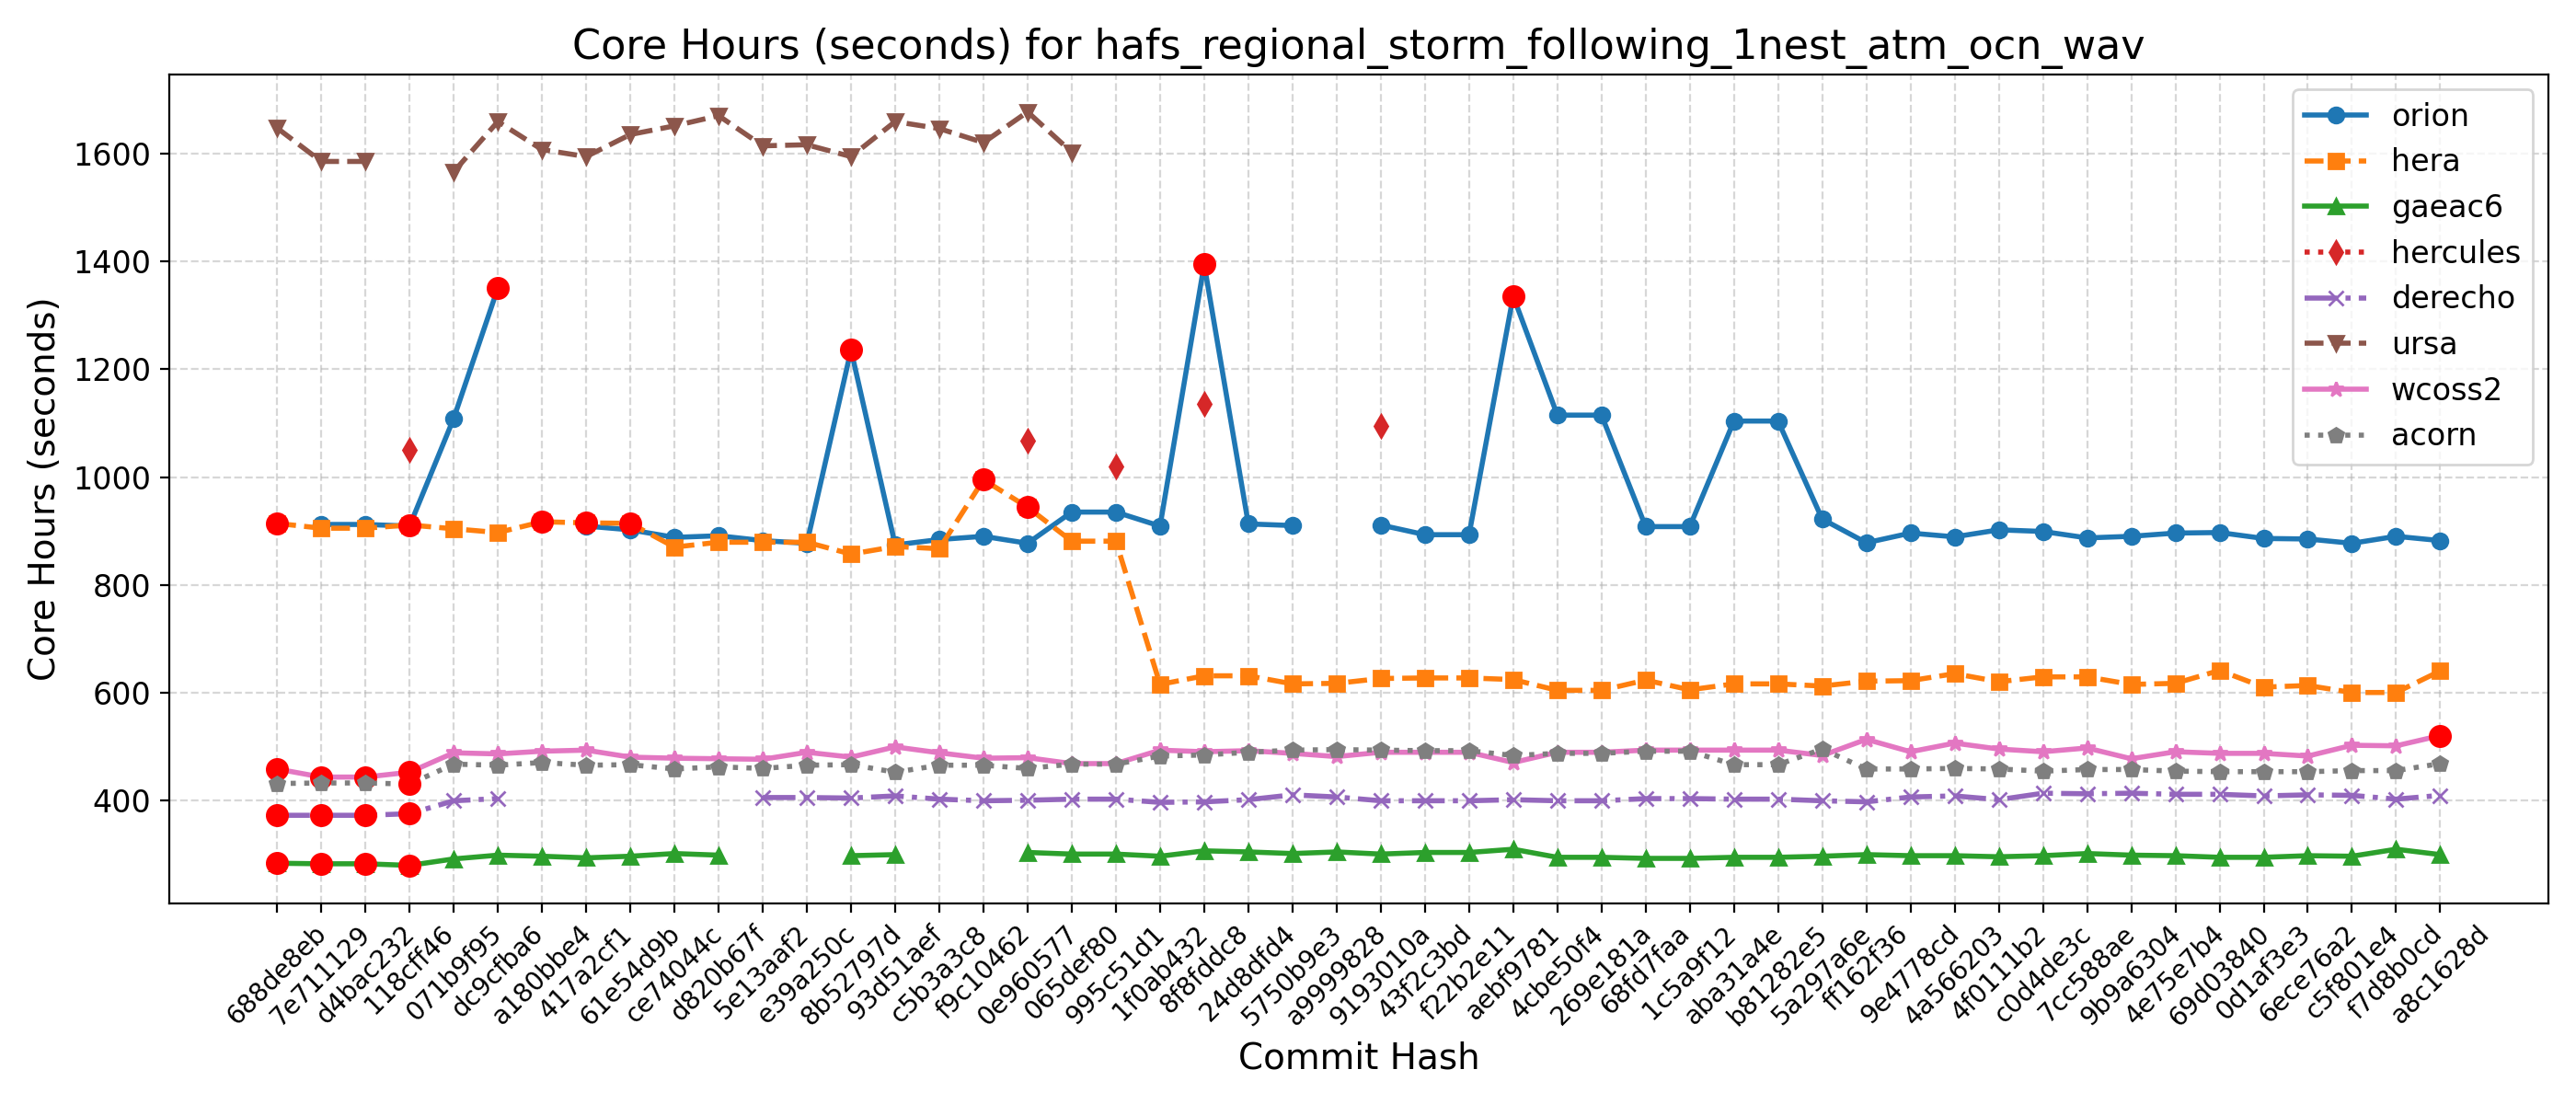 Core Hours (seconds) for hafs_regional_storm_following_1nest_atm_ocn_wav
Core Hours (seconds)
1600
1400
1200
1000
800
600
400
orion
hera
gaeac6
hercules
derecho
ursa
wcoss2
acorn
688de8eb
7e711129
d4bac232
118cff46
071b9f95
dc9cfba6
a180bbe4
417a2cf1
61e54d9b
ce74044c
d820b67f
5e13aaf2
e39a250c
8b52797d
93d51aef
c5b3a3c8
f9c10462
0e960577
065def80
995c51d1
1f0ab432
8f8fddc8
24d8dfd4
5750b9e3
a9999828
9193010a
43f2c3bd
f22b2e11
aebf9781
4cbe50f4
269e181a
68fd7faa
1c5a9f12
aba31a4e
b81282e5
5a297a6e
ff162f36
9e4778cd
4a566203
4f0111b2
c0d4de3c
7cc588ae
9b9a6304
4e75e7b4
69d03840
0d1af3e3
6ece76a2
c5f801e4
f7d8b0cd
a8c1628d
Commit Hash